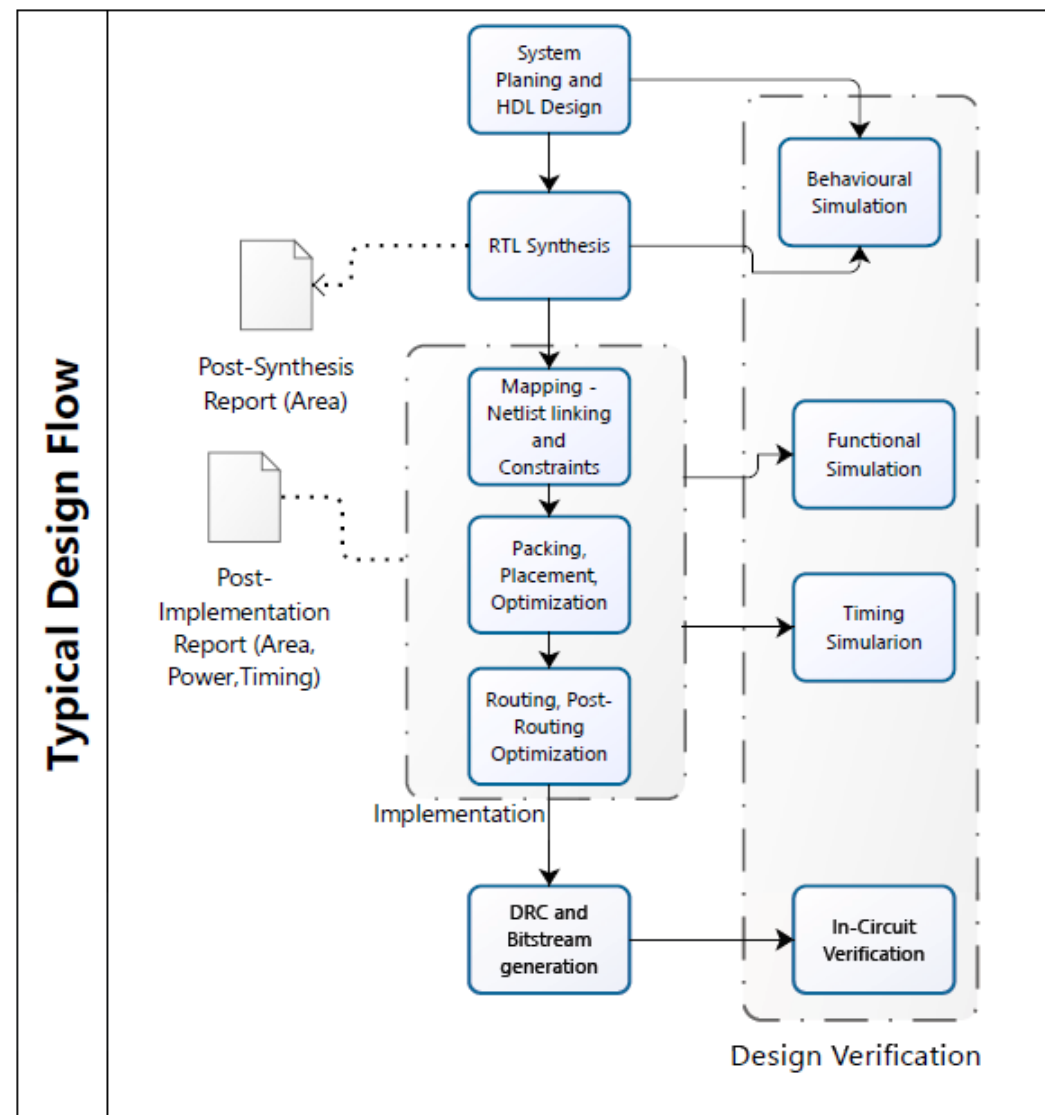 Typical Design Flow
System
Planing and
HDL Design
Behavioural
Simulation
RTL Synthesis
Post-Synthesis
Report (Area)
Mapping -
Netlist linking
and
Constraints
Functional
Simulation
Packing,
Placement,
Optimization
Post-
Implementation
Report (Area,
Power,Timing)
Timing
Simularion
Routing, Post-
Routing
Optimization
Implementation
DRC and
Bitstream
generation
In-Circuit
Verification
Design Verification